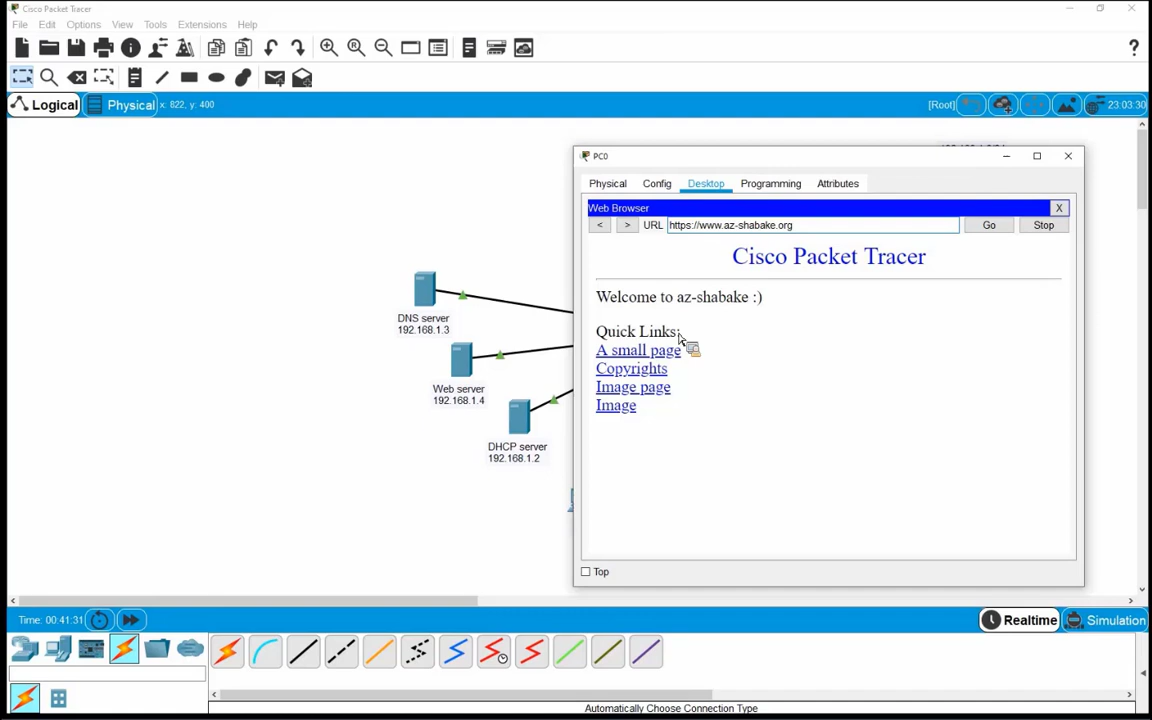 Cisco Packet Tracer
File Edit Options View Tools Extensions Help
?
Logical Physical x: 822, y: 400 [Root] 23:03:30
PC0
Physical Config Desktop Programming Attributes
Web Browser X
< > URL https://www.az-shabake.org Go Stop
Cisco Packet Tracer
Welcome to az-shabake :)
Quick Links:
A small page
Copyrights
Image page
Image
Top
DNS server
192.168.1.3
Web server
192.168.1.4
DHCP server
192.168.1.2
Time: 00:41:31 Realtime Simulation
Automatically Choose Connection Type